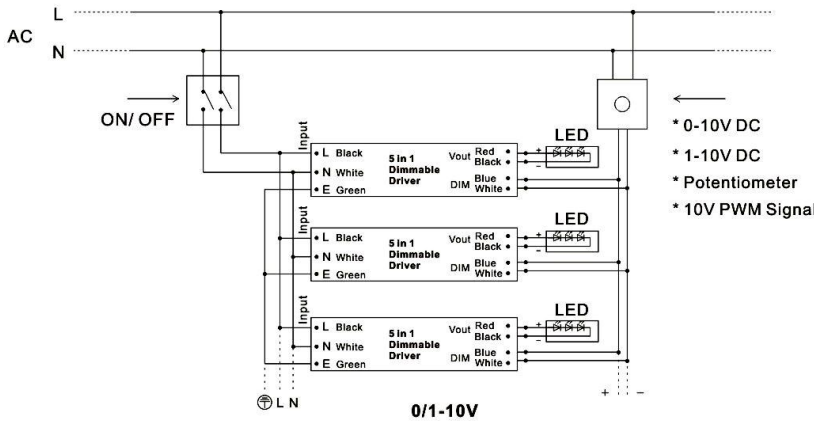 L
AC
N
ON/ OFF
* 0-10V DC
* 1-10V DC
* Potentiometer
* 10V PWM Signal
Input
L Black
N White
E Green
5 in 1
Dimmable
Driver
Vout Red
Black
DIM Blue
White
+
−
LED
Input
L Black
N White
E Green
5 in 1
Dimmable
Driver
Vout Red
Black
DIM Blue
White
+
−
LED
Input
L Black
N White
E Green
5 in 1
Dimmable
Driver
Vout Red
Black
DIM Blue
White
+
−
LED
L N
+ −
0/1-10V